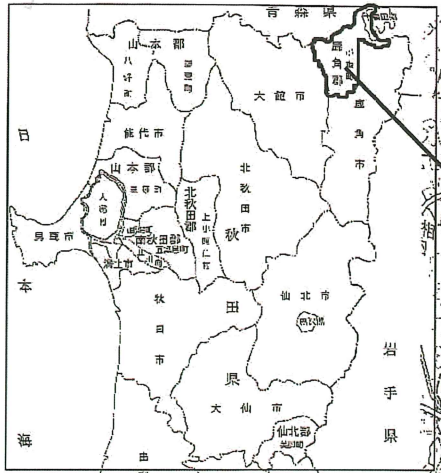 青森県
山本郡
八峰町
藤里町
鹿角郡
小坂町
大館市
鹿角市
能代市
山本郡
三種町
北秋田市
北秋田郡
上小阿仁村
大潟村
男鹿市
南秋田郡
五城目町
潟上市
秋田市
秋
田
県
仙北市
田沢湖
大仙市
仙北郡
美郷町
岩手県
日
本
海
由